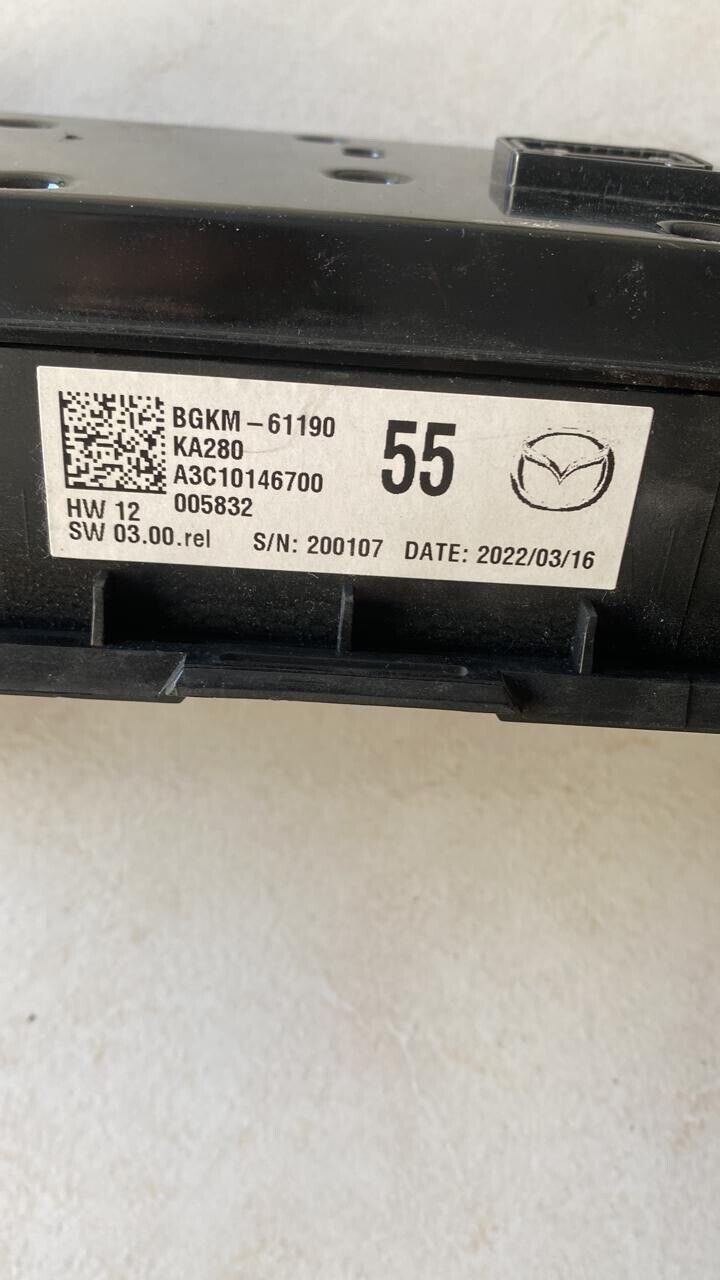 BGKM-61190
KA280
A3C10146700
005832
55
HW 12
SW 03.00.rel
S/N: 200107 DATE: 2022/03/16